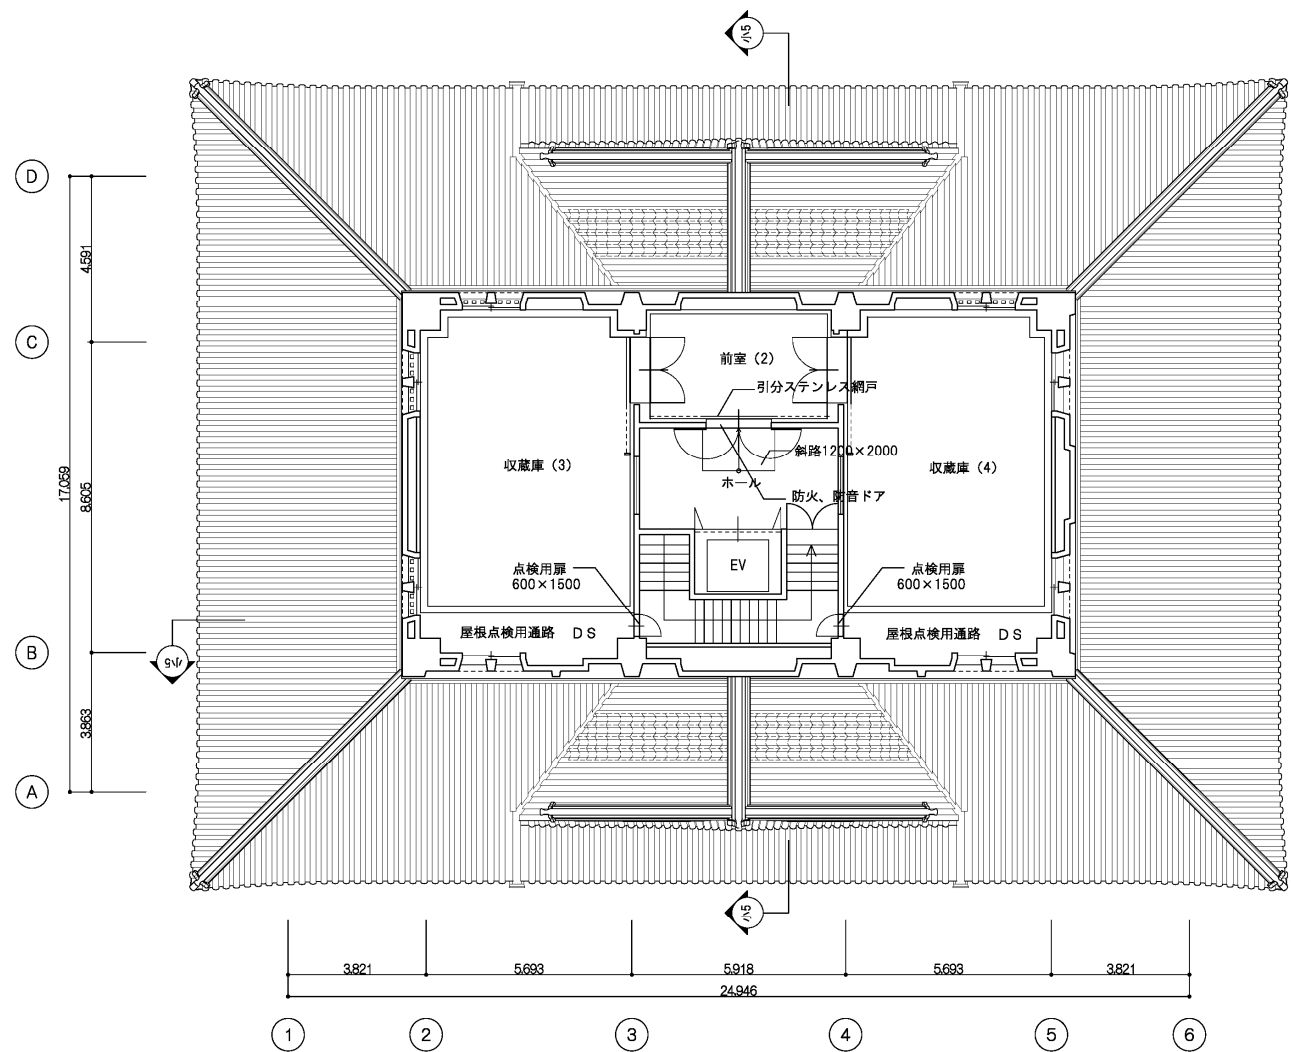 小5
D
4.591
C
前室（2）
引分ステンレス網戸
斜路1200×2000
収蔵庫（3）
収蔵庫（4）
ホール
17.059
8.605
防火、防音ドア
EV
点検用扉
600×1500
点検用扉
600×1500
屋根点検用通路　DS
屋根点検用通路　DS
B
小5
3.863
A
小5
3.821
5.693
5.918
5.693
3.821
24.946
1
2
3
4
5
6